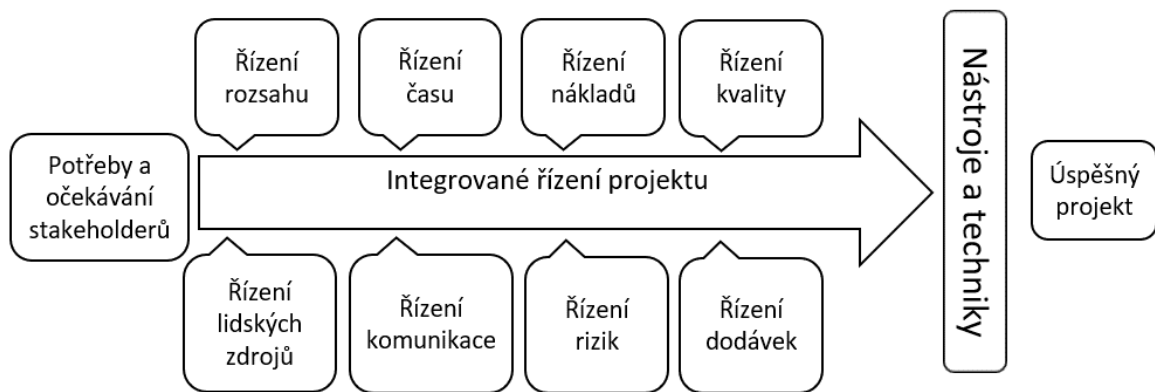 Řízení
rozsahu
Řízení
času
Řízení
nákladů
Řízení
kvality
Potřeby a
očekávání
stakeholderů
Integrované řízení projektu
Nástroje a techniky
Úspěšný
projekt
Řízení
lidských
zdrojů
Řízení
komunikace
Řízení
rizik
Řízení
dodávek